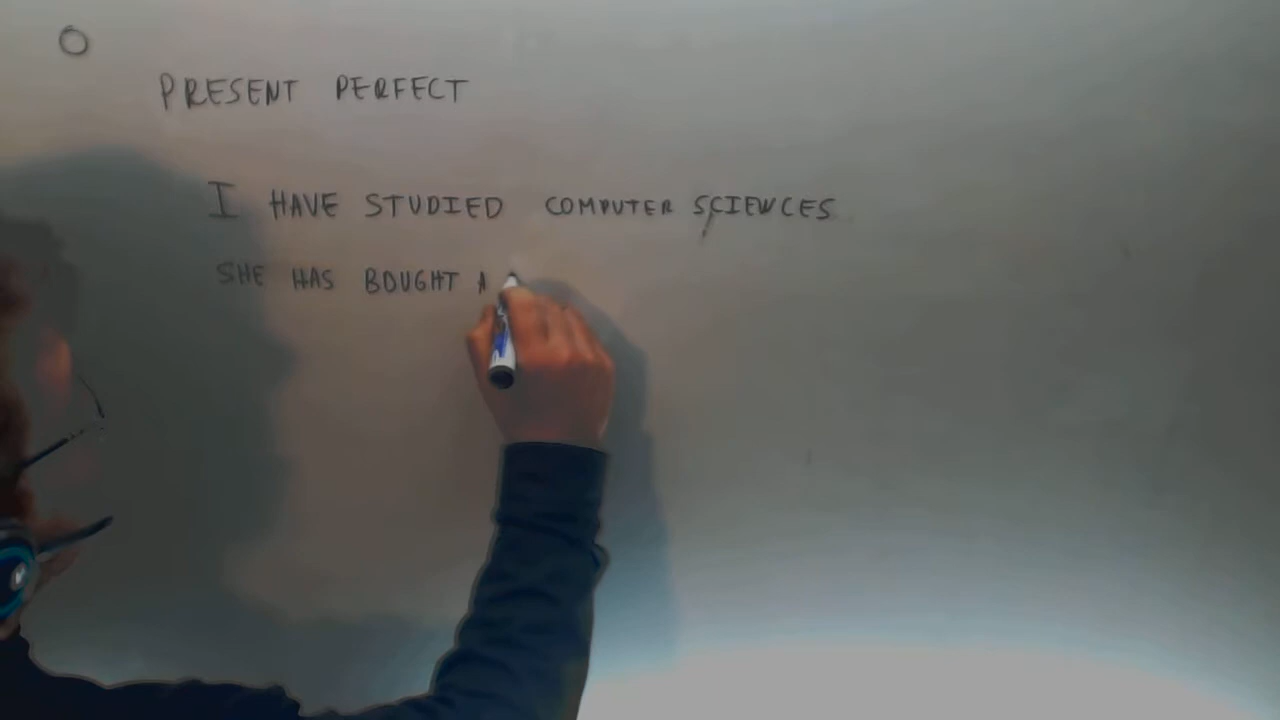 PRESENT PERFECT
I HAVE STUDIED COMPUTER SCIENCES
SHE HAS BOUGHT A